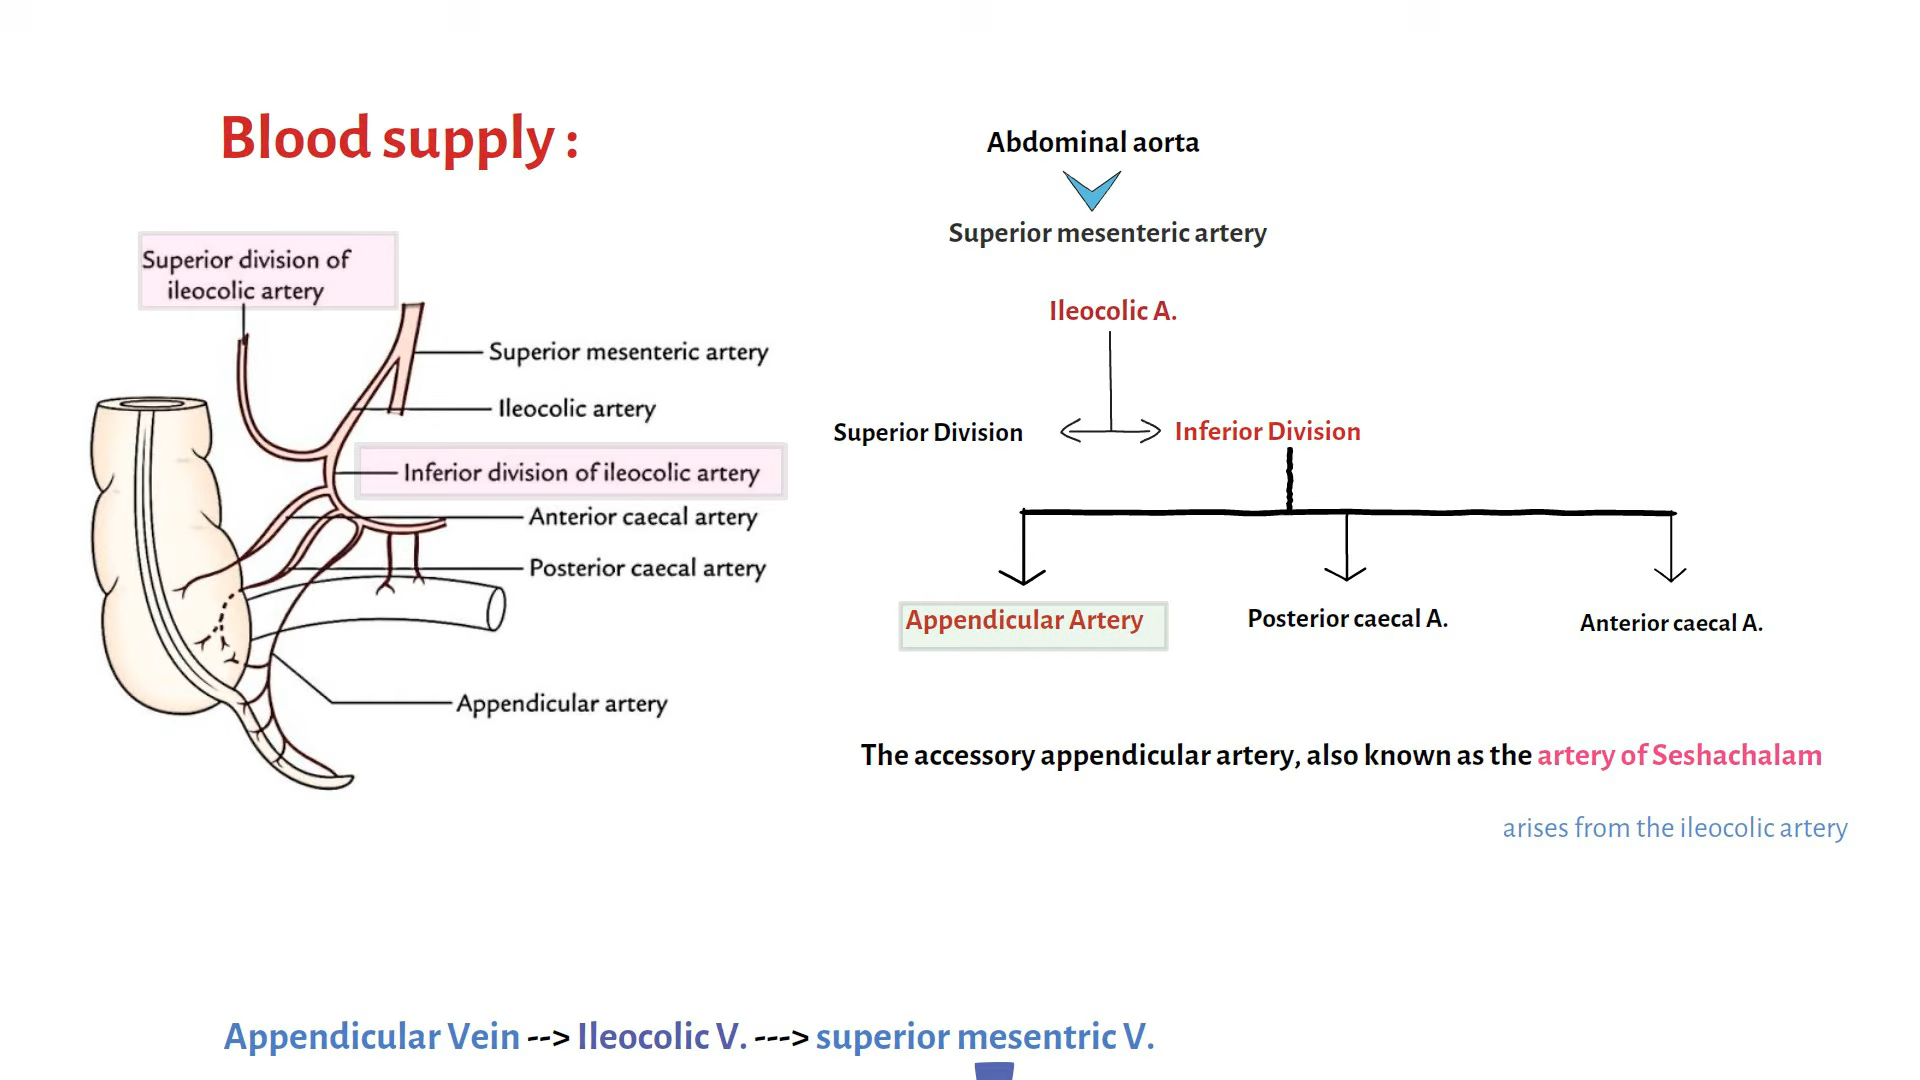 Blood supply :
Superior division of
ileocolic artery
Superior mesenteric artery
Ileocolic artery
Inferior division of ileocolic artery
Anterior caecal artery
Posterior caecal artery
Appendicular artery
Abdominal aorta
Superior mesenteric artery
Ileocolic A.
Superior Division
Inferior Division
Appendicular Artery
Posterior caecal A.
Anterior caecal A.
The accessory appendicular artery, also known as the artery of Seshachalam
arises from the ileocolic artery
Appendicular Vein --> Ileocolic V. ---> superior mesentric V.